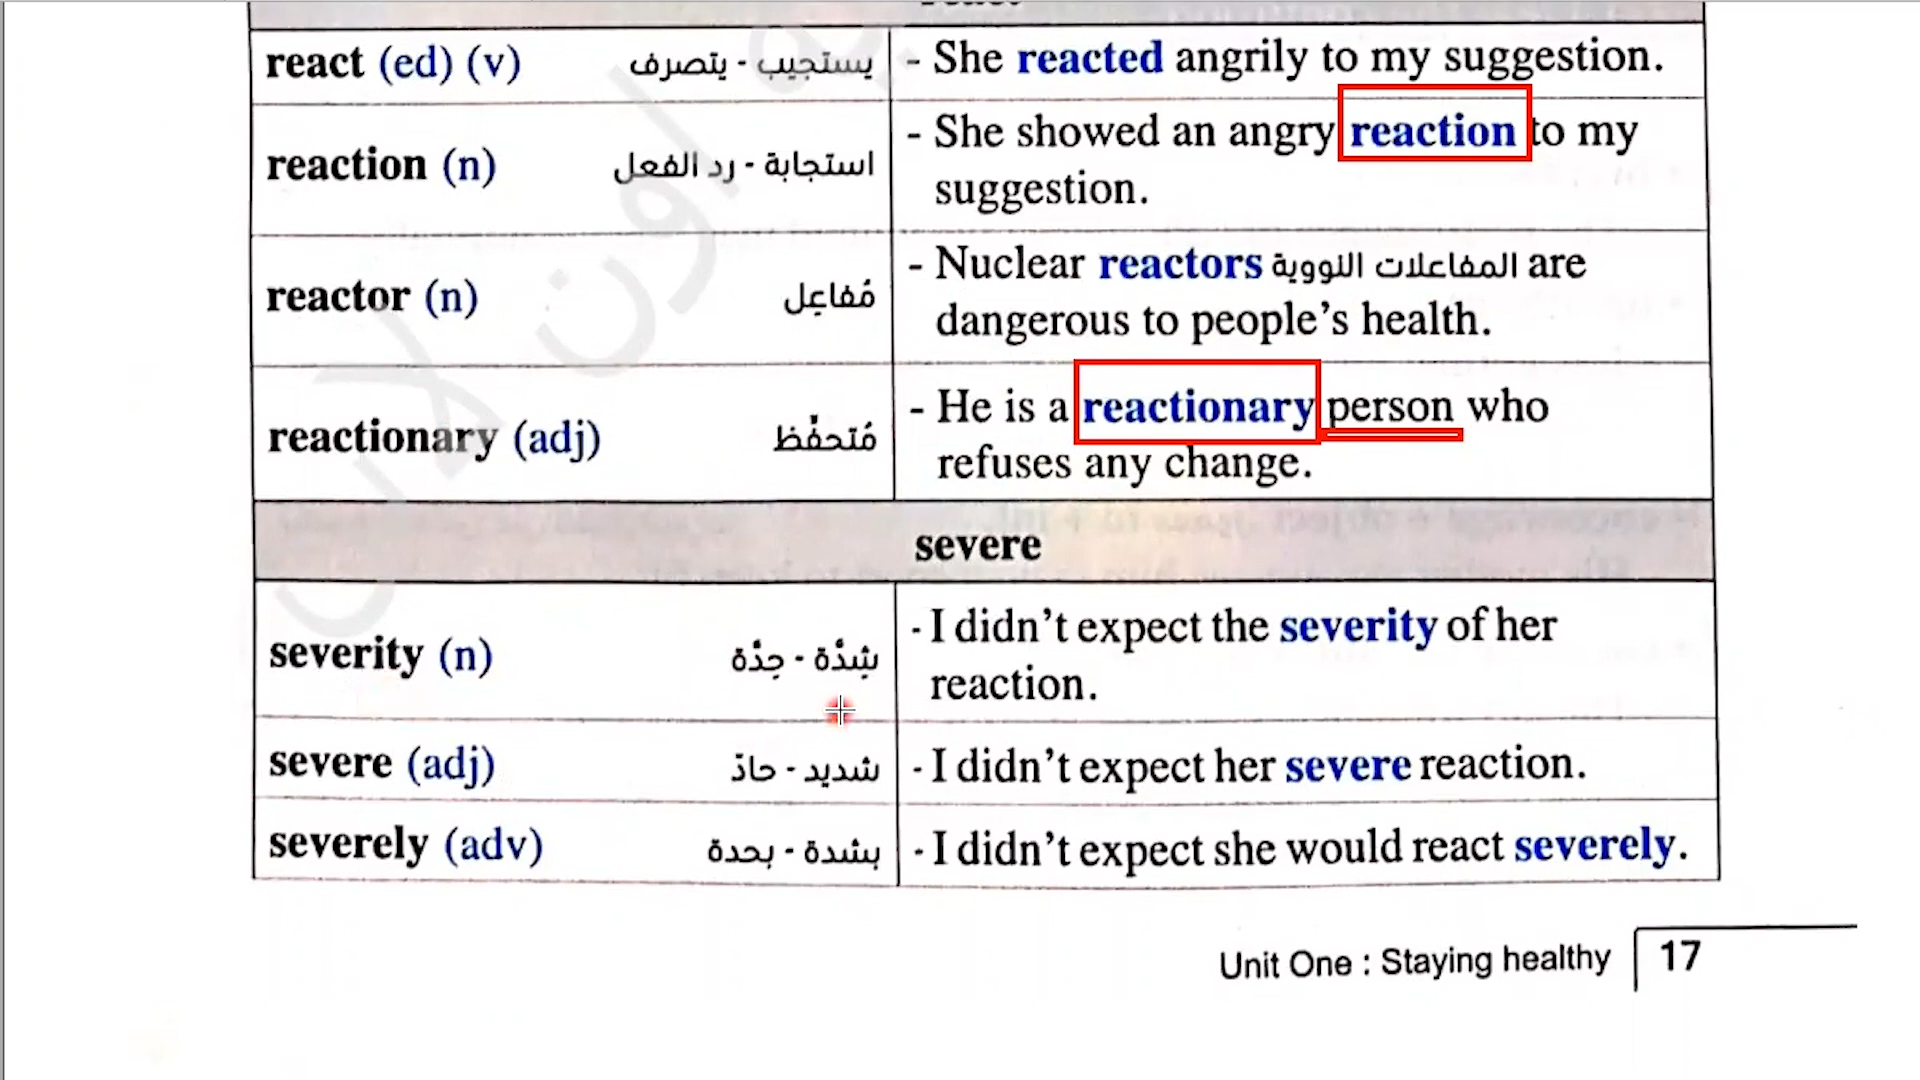 react (ed) (v) يستجيب - يتصرف - She reacted angrily to my suggestion.
reaction (n) استجابة - رد الفعل - She showed an angry reaction to my
suggestion.
reactor (n) مُفاعِل - Nuclear reactors المفاعلات النووية are
dangerous to people's health.
reactionary (adj) مُتحفِّظ - He is a reactionary person who
refuses any change.
severe
severity (n) شِدَّة - حِدَّة - I didn't expect the severity of her
reaction.
severe (adj) شديد - حادّ - I didn't expect her severe reaction.
severely (adv) بشدة - بحدة - I didn't expect she would react severely.
Unit One : Staying healthy 17